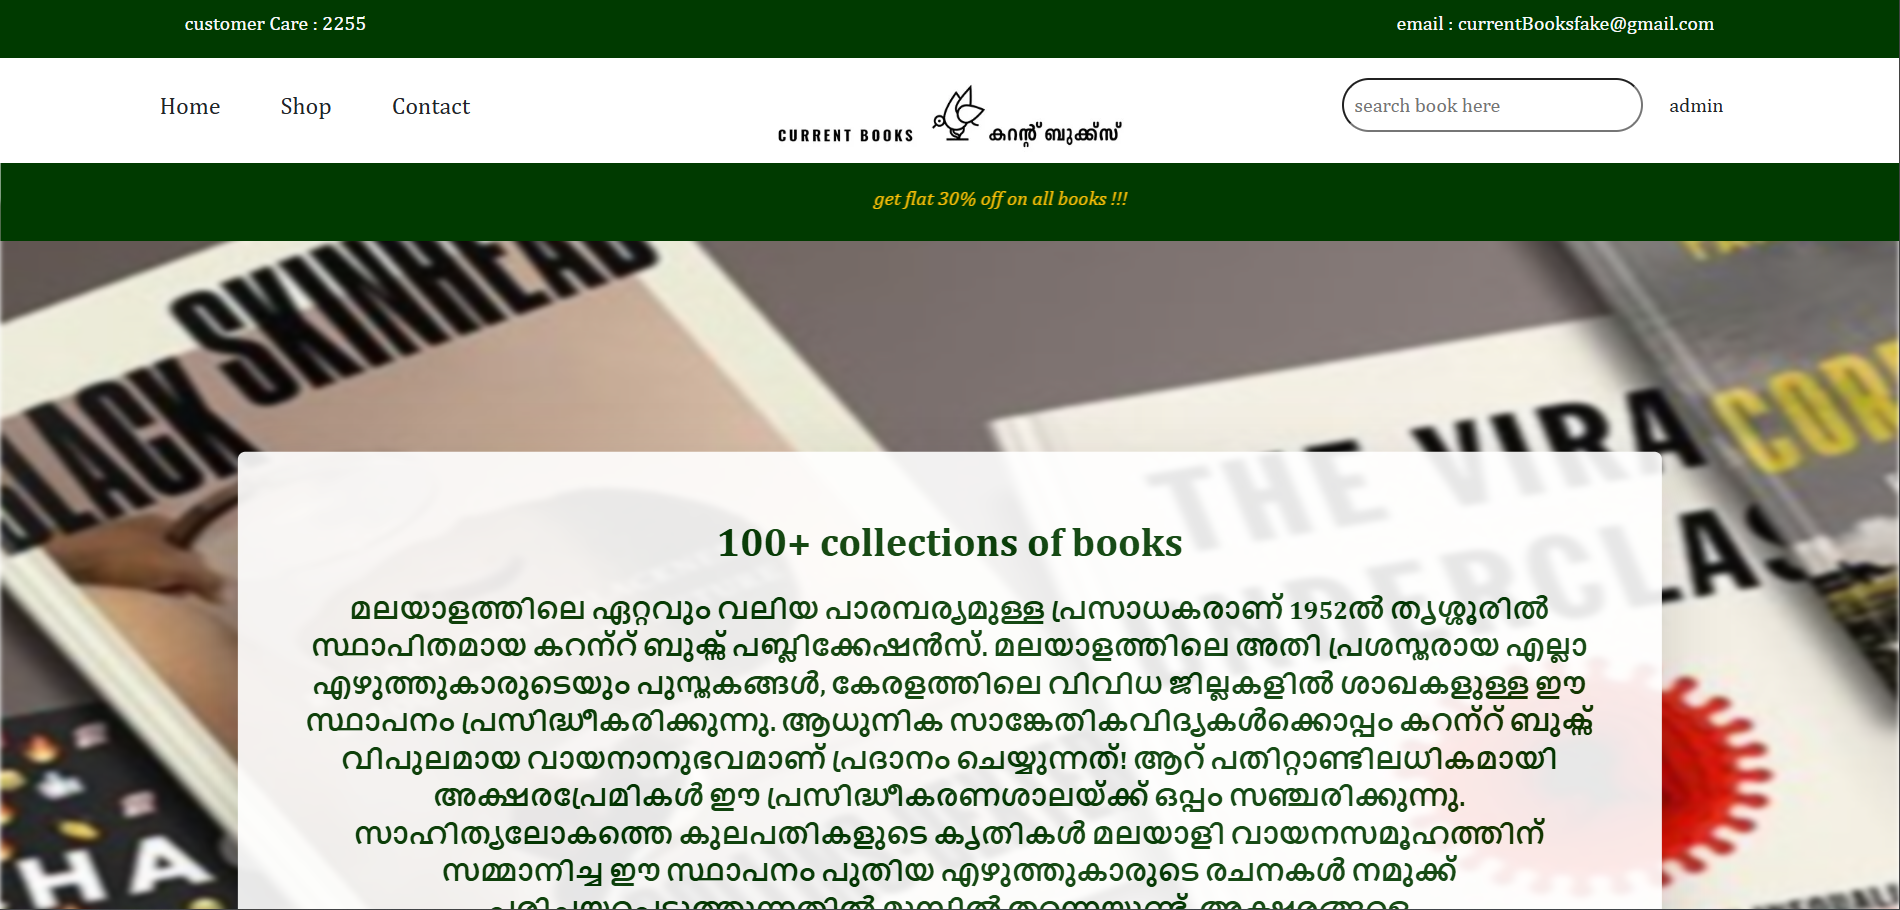 customer Care : 2255
email : currentBooksfake@gmail.com
Home
Shop
Contact
CURRENT BOOKS
കറന്റ് ബുക്ക്സ്
search book here
admin
get flat 30% off on all books !!!
BLACK SKINHEAD
THE VIRA
UNDERCLAS
COR
HA
100+ collections of books
മലയാളത്തിലെ ഏറ്റവും വലിയ പാരമ്പര്യമുള്ള പ്രസാധകരാണ് 1952ൽ തൃശ്ശൂരിൽ
സ്ഥാപിതമായ കറന്റ് ബുക്സ് പബ്ലിക്കേഷൻസ്. മലയാളത്തിലെ അതി പ്രശസ്തരായ എല്ലാ
എഴുത്തുകാരുടെയും പുസ്തകങ്ങൾ, കേരളത്തിലെ വിവിധ ജില്ലകളിൽ ശാഖകളുള്ള ഈ
സ്ഥാപനം പ്രസിദ്ധീകരിക്കുന്നു. ആധുനിക സാങ്കേതികവിദ്യകൾക്കൊപ്പം കറന്റ് ബുക്സ്
വിപുലമായ വായനാനുഭവമാണ് പ്രദാനം ചെയ്യുന്നത്! ആറ് പതിറ്റാണ്ടിലധികമായി
അക്ഷരപ്രേമികൾ ഈ പ്രസിദ്ധീകരണശാലയ്ക്ക് ഒപ്പം സഞ്ചരിക്കുന്നു.
സാഹിത്യലോകത്തെ കുലപതികളുടെ കൃതികൾ മലയാളി വായനസമൂഹത്തിന്
സമ്മാനിച്ച ഈ സ്ഥാപനം പുതിയ എഴുത്തുകാരുടെ രചനകൾ നമുക്ക്